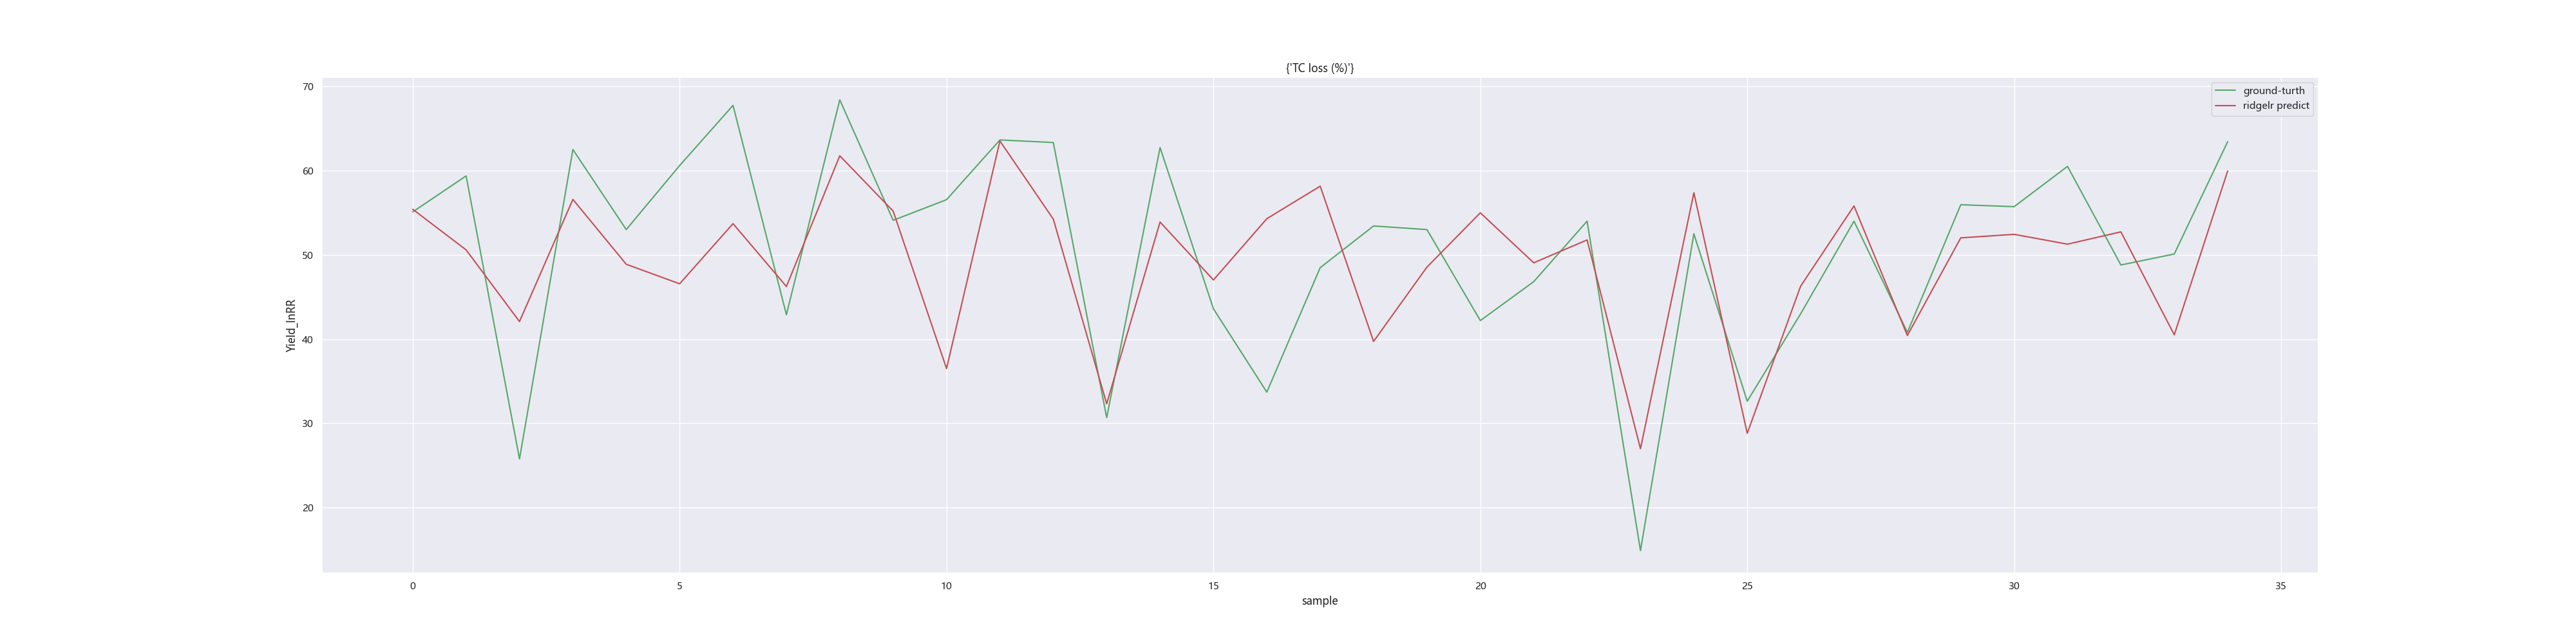 {'TC loss (%)'}
ground-turth
ridgelr predict
70
60
50
40
30
20
Yield_lnRR
0 5 10 15 20 25 30 35
sample